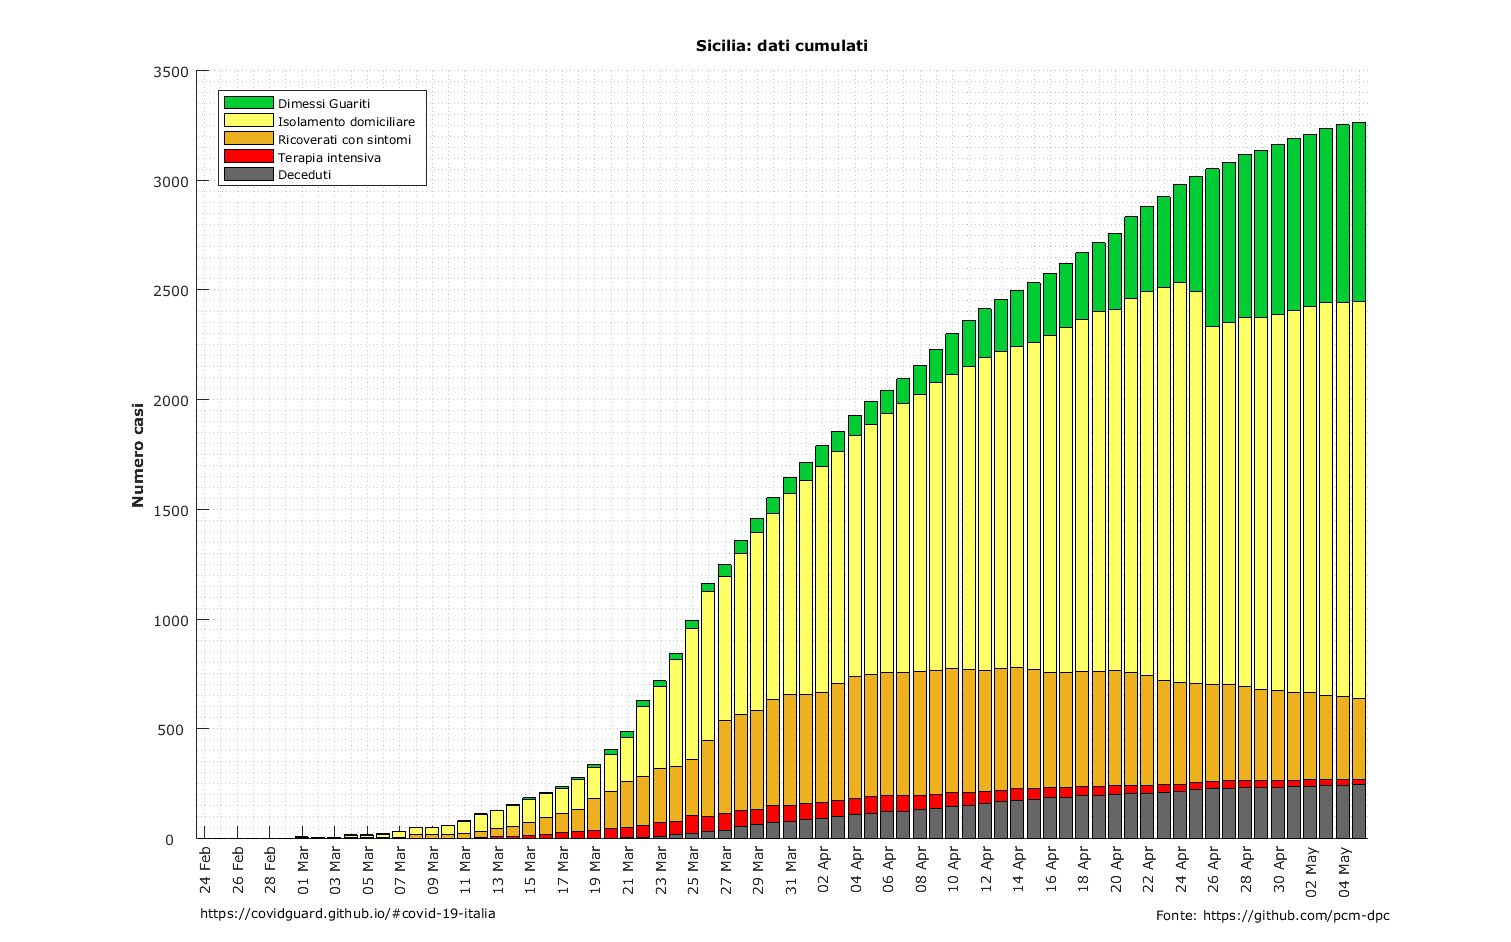 Sicilia: dati cumulati
3500
3000
2500
2000
1500
1000
500
0
Numero casi
Dimessi Guariti
Isolamento domiciliare
Ricoverati con sintomi
Terapia intensiva
Deceduti
24 Feb
26 Feb
28 Feb
01 Mar
03 Mar
05 Mar
07 Mar
09 Mar
11 Mar
13 Mar
15 Mar
17 Mar
19 Mar
21 Mar
23 Mar
25 Mar
27 Mar
29 Mar
31 Mar
02 Apr
04 Apr
06 Apr
08 Apr
10 Apr
12 Apr
14 Apr
16 Apr
18 Apr
20 Apr
22 Apr
24 Apr
26 Apr
28 Apr
30 Apr
02 May
04 May
https://covidguard.github.io/#covid-19-italia
Fonte: https://github.com/pcm-dpc